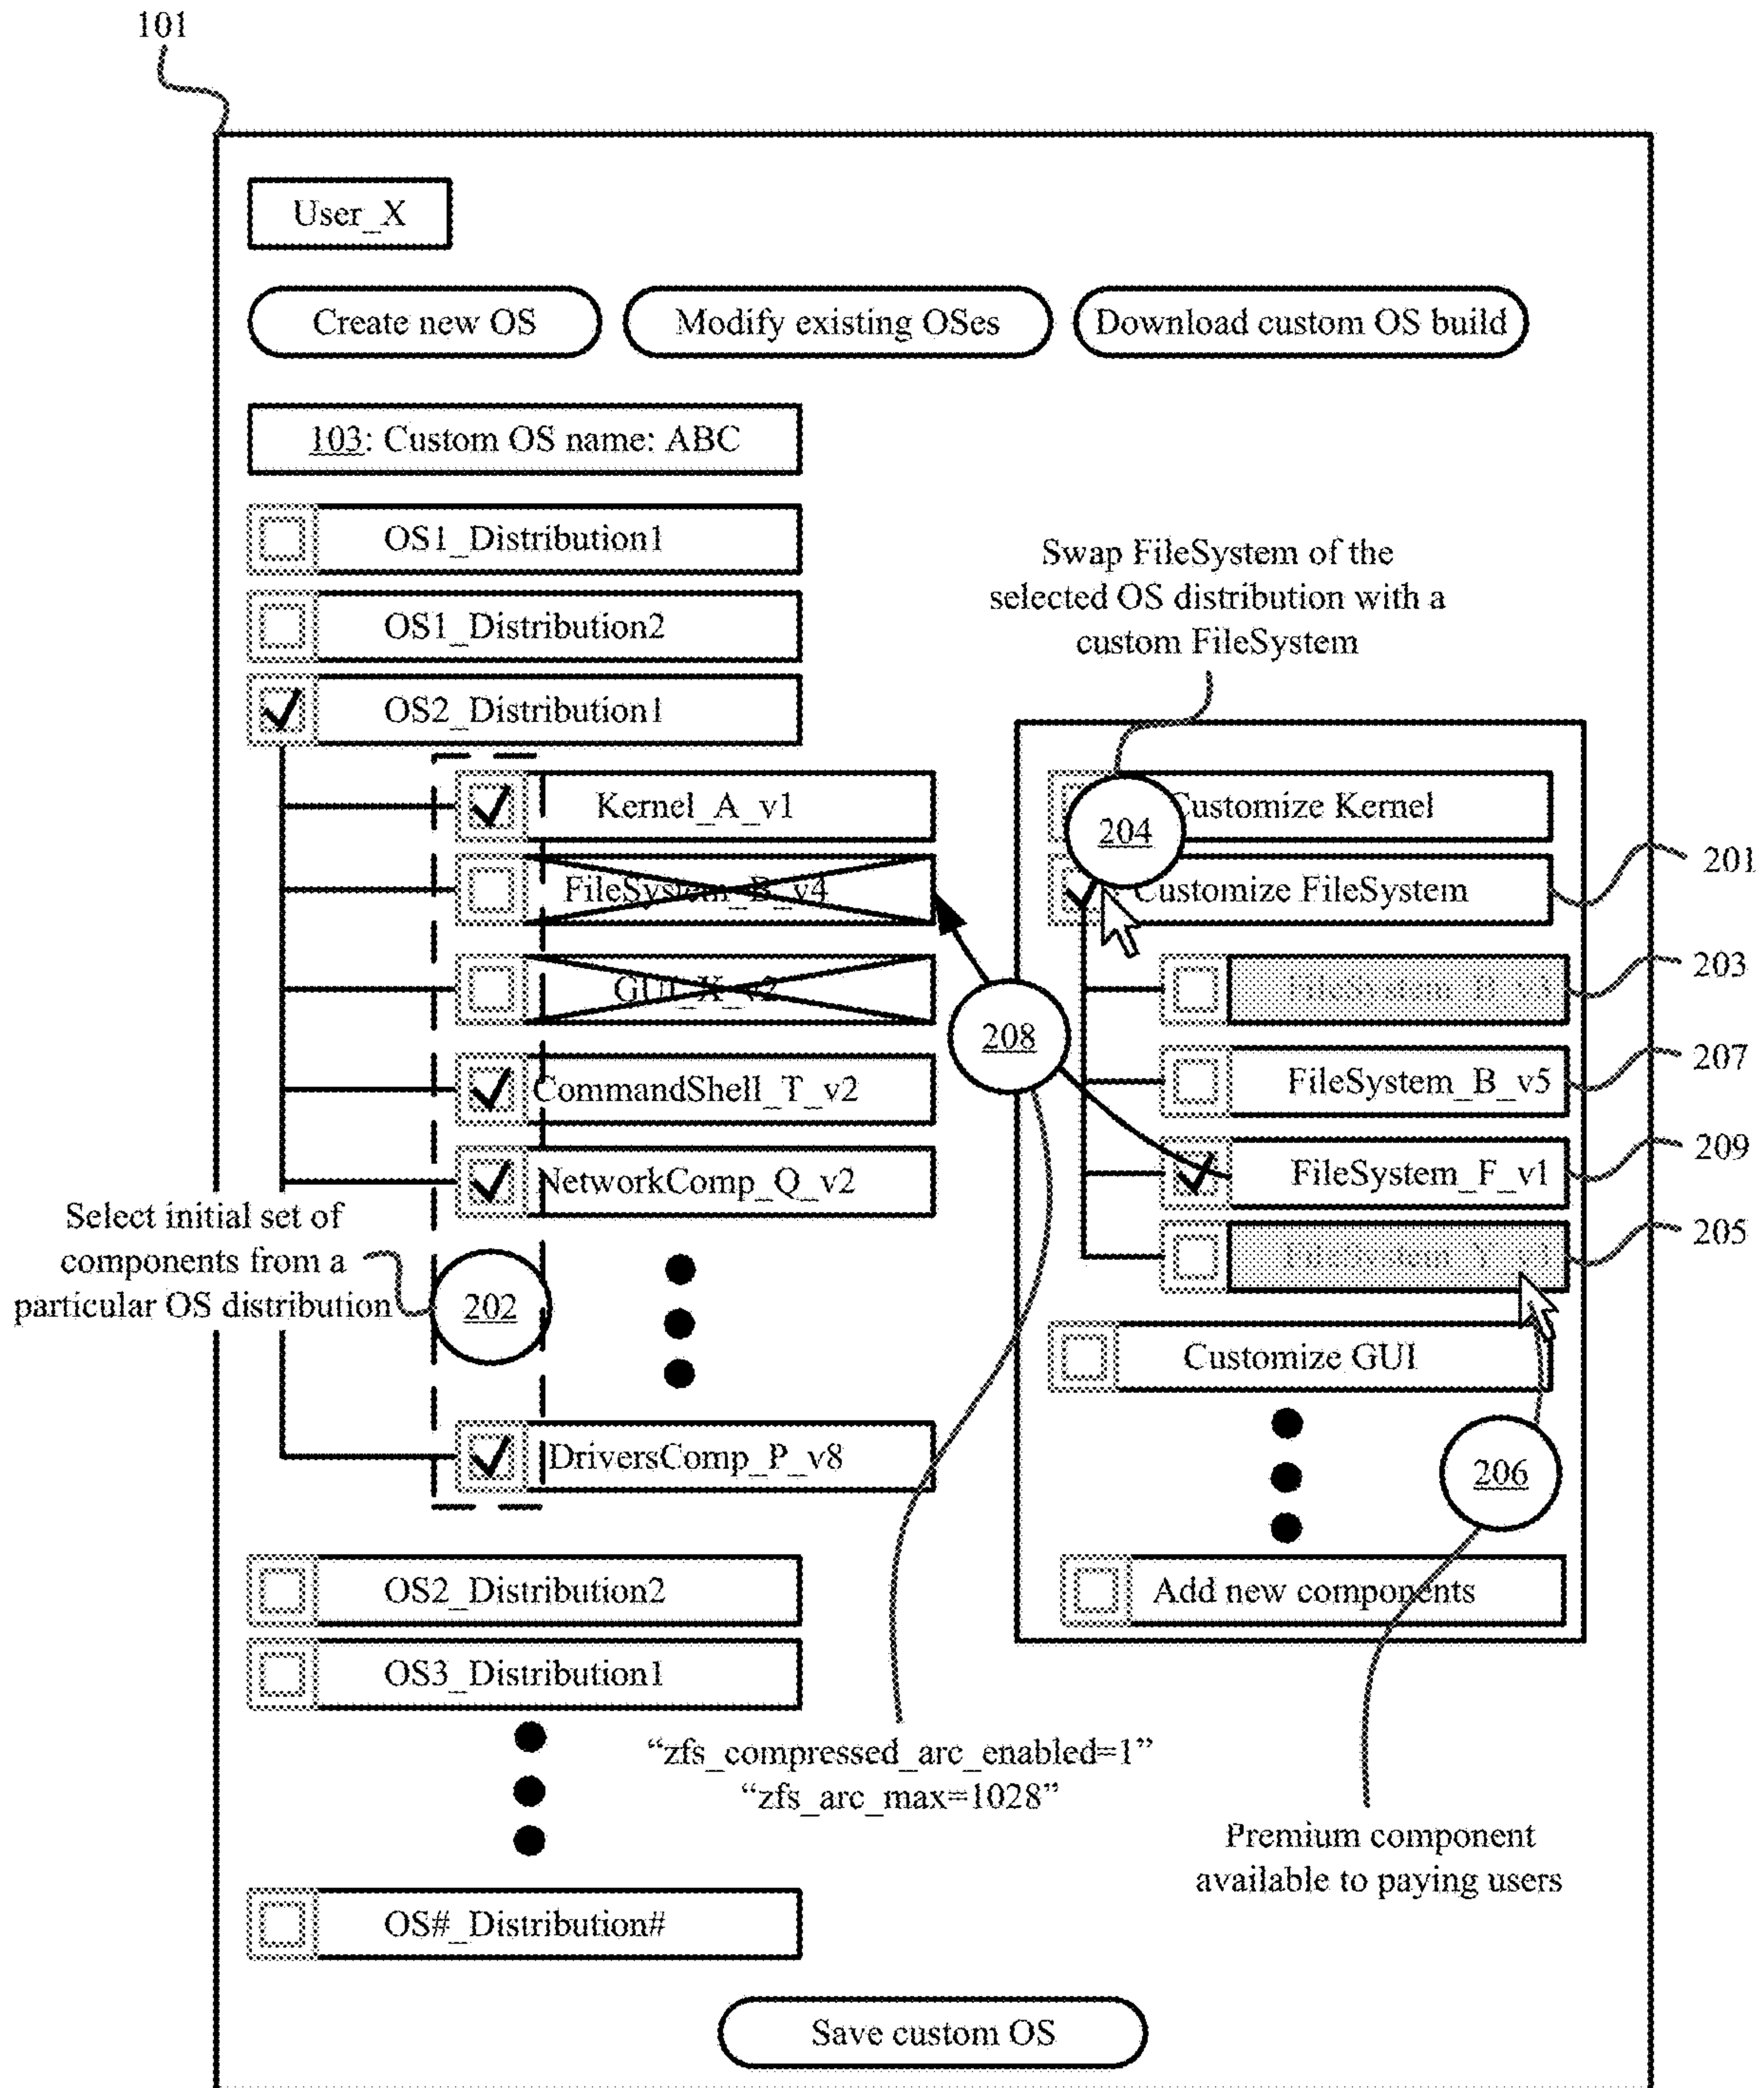 101
User_X
Create new OS
Modify existing OSes
Download custom OS build
103: Custom OS name: ABC
OS1_Distribution1
OS1_Distribution2
OS2_Distribution1
Swap FileSystem of the
selected OS distribution with a
custom FileSystem
Kernel_A_v1
FileSystem_B_v4
GUI_X_v2
CommandShell_T_v2
NetworkComp_Q_v2
DriversComp_P_v8
204
Customize Kernel
Customize FileSystem
201
203
208
FileSystem_B_v5
207
FileSystem_F_v1
209
205
Customize GUI
206
Add new components
Select initial set of
components from a
particular OS distribution
202
OS2_Distribution2
OS3_Distribution1
“zfs_compressed_arc_enabled=1”
“zfs_arc_max=1028”
Premium component
available to paying users
OS#_Distribution#
Save custom OS